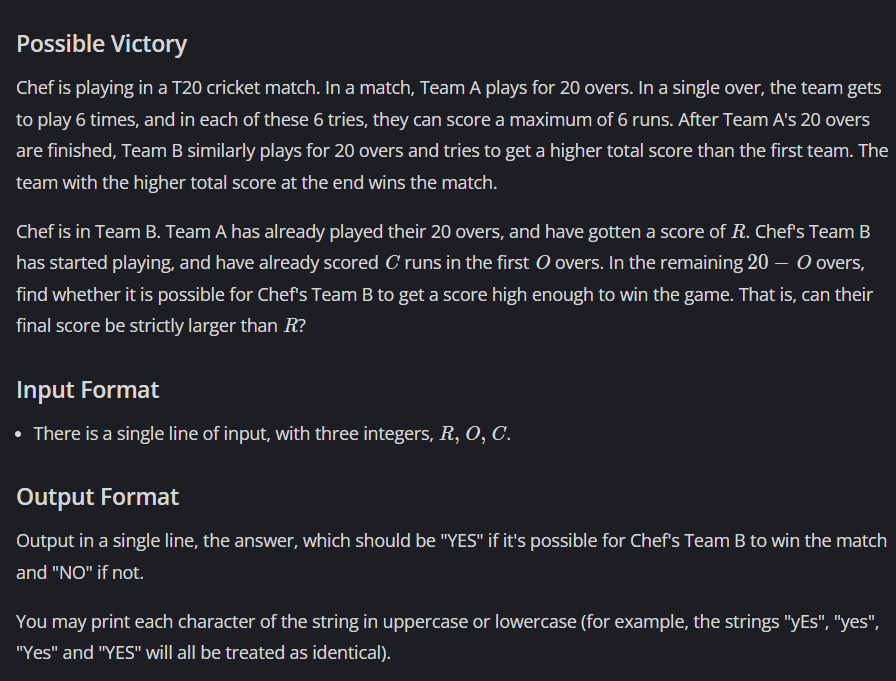 Possible Victory
Chef is playing in a T20 cricket match. In a match, Team A plays for 20 overs. In a single over, the team gets
to play 6 times, and in each of these 6 tries, they can score a maximum of 6 runs. After Team A's 20 overs
are finished, Team B similarly plays for 20 overs and tries to get a higher total score than the first team. The
team with the higher total score at the end wins the match.
Chef is in Team B. Team A has already played their 20 overs, and have gotten a score of R. Chef's Team B
has started playing, and have already scored C runs in the first O overs. In the remaining 20 − O overs,
find whether it is possible for Chef's Team B to get a score high enough to win the game. That is, can their
final score be strictly larger than R?
Input Format
• There is a single line of input, with three integers, R, O, C.
Output Format
Output in a single line, the answer, which should be "YES" if it's possible for Chef's Team B to win the match
and "NO" if not.
You may print each character of the string in uppercase or lowercase (for example, the strings "yEs", "yes",
"Yes" and "YES" will all be treated as identical).